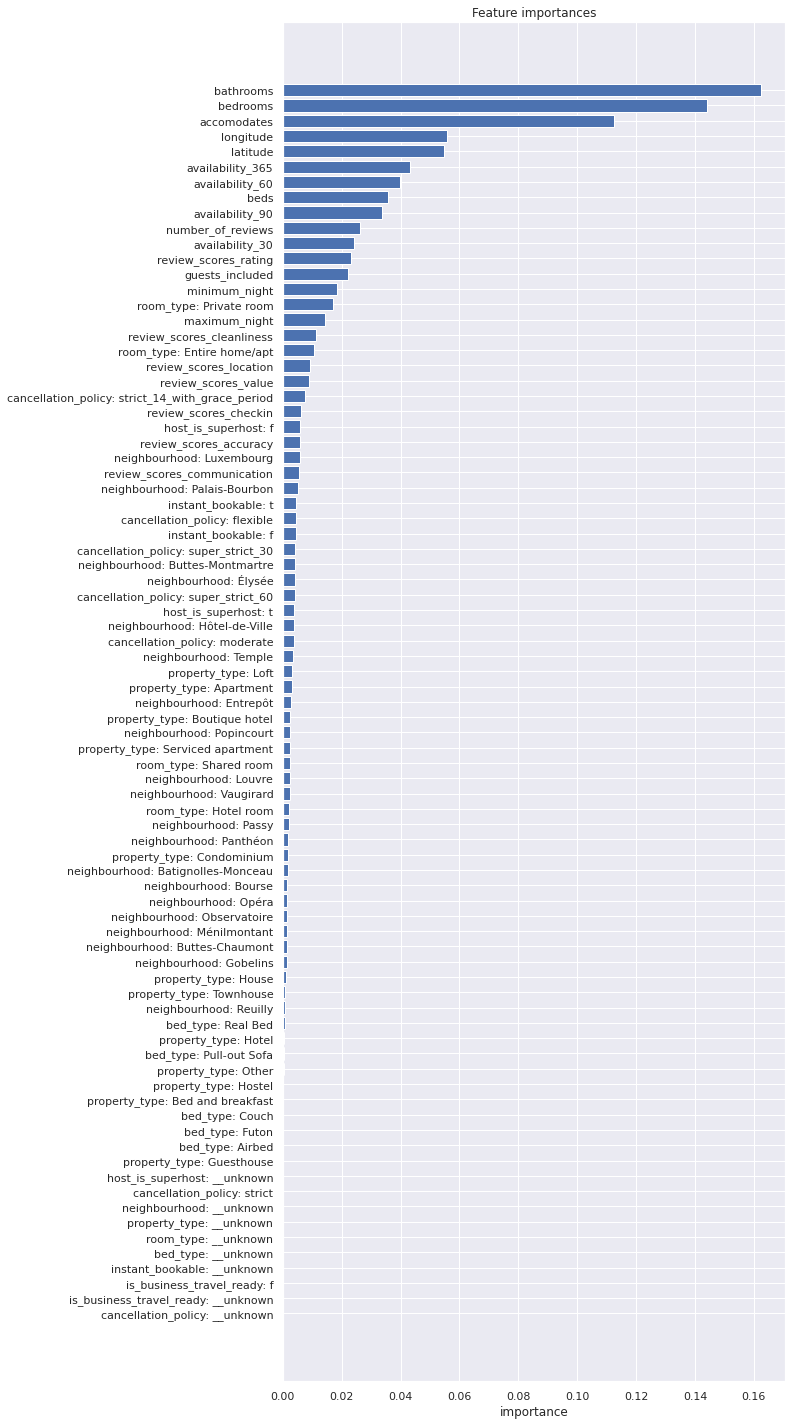 Feature importances
bathrooms
bedrooms
accomodates
longitude
latitude
availability_365
availability_60
beds
availability_90
number_of_reviews
availability_30
review_scores_rating
guests_included
minimum_night
room_type: Private room
maximum_night
review_scores_cleanliness
room_type: Entire home/apt
review_scores_location
review_scores_value
cancellation_policy: strict_14_with_grace_period
review_scores_checkin
host_is_superhost: f
review_scores_accuracy
neighbourhood: Luxembourg
review_scores_communication
neighbourhood: Palais-Bourbon
instant_bookable: t
cancellation_policy: flexible
instant_bookable: f
cancellation_policy: super_strict_30
neighbourhood: Buttes-Montmartre
neighbourhood: Élysée
cancellation_policy: super_strict_60
host_is_superhost: t
neighbourhood: Hôtel-de-Ville
cancellation_policy: moderate
neighbourhood: Temple
property_type: Loft
property_type: Apartment
neighbourhood: Entrepôt
property_type: Boutique hotel
neighbourhood: Popincourt
property_type: Serviced apartment
room_type: Shared room
neighbourhood: Louvre
neighbourhood: Vaugirard
room_type: Hotel room
neighbourhood: Passy
neighbourhood: Panthéon
property_type: Condominium
neighbourhood: Batignolles-Monceau
neighbourhood: Bourse
neighbourhood: Opéra
neighbourhood: Observatoire
neighbourhood: Ménilmontant
neighbourhood: Buttes-Chaumont
neighbourhood: Gobelins
property_type: House
property_type: Townhouse
neighbourhood: Reuilly
bed_type: Real Bed
property_type: Hotel
bed_type: Pull-out Sofa
property_type: Other
property_type: Hostel
property_type: Bed and breakfast
bed_type: Couch
bed_type: Futon
bed_type: Airbed
property_type: Guesthouse
host_is_superhost: __unknown
cancellation_policy: strict
neighbourhood: __unknown
property_type: __unknown
room_type: __unknown
bed_type: __unknown
instant_bookable: __unknown
is_business_travel_ready: f
is_business_travel_ready: __unknown
cancellation_policy: __unknown
0.00 0.02 0.04 0.06 0.08 0.10 0.12 0.14 0.16
importance